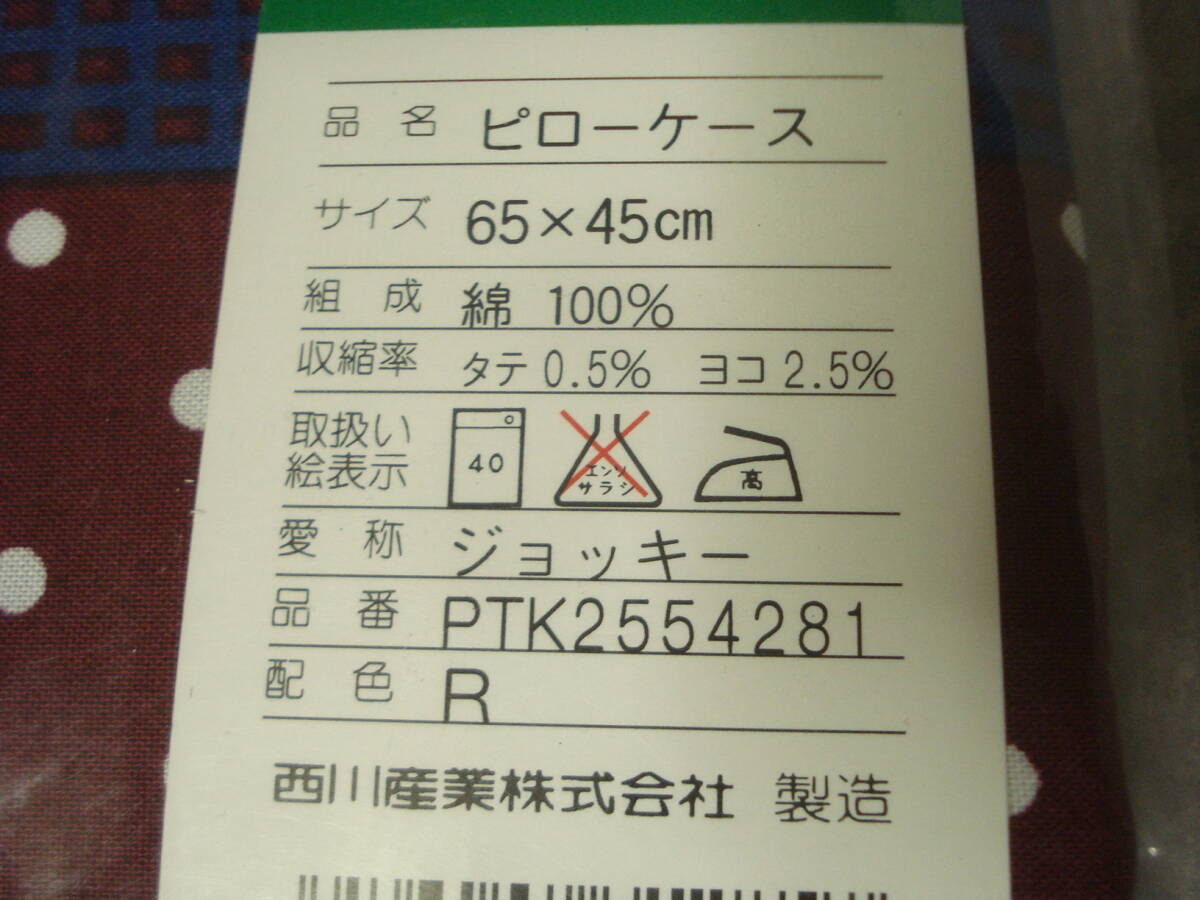 品名 ピローケース
サイズ 65×45cm
組成 綿 100%
収縮率 タテ 0.5% ヨコ 2.5%
取扱い
絵表示 40 エンソ サラシ 高
愛称 ジョッキー
品番 PTK2554281
配色 R
西川産業株式会社 製造